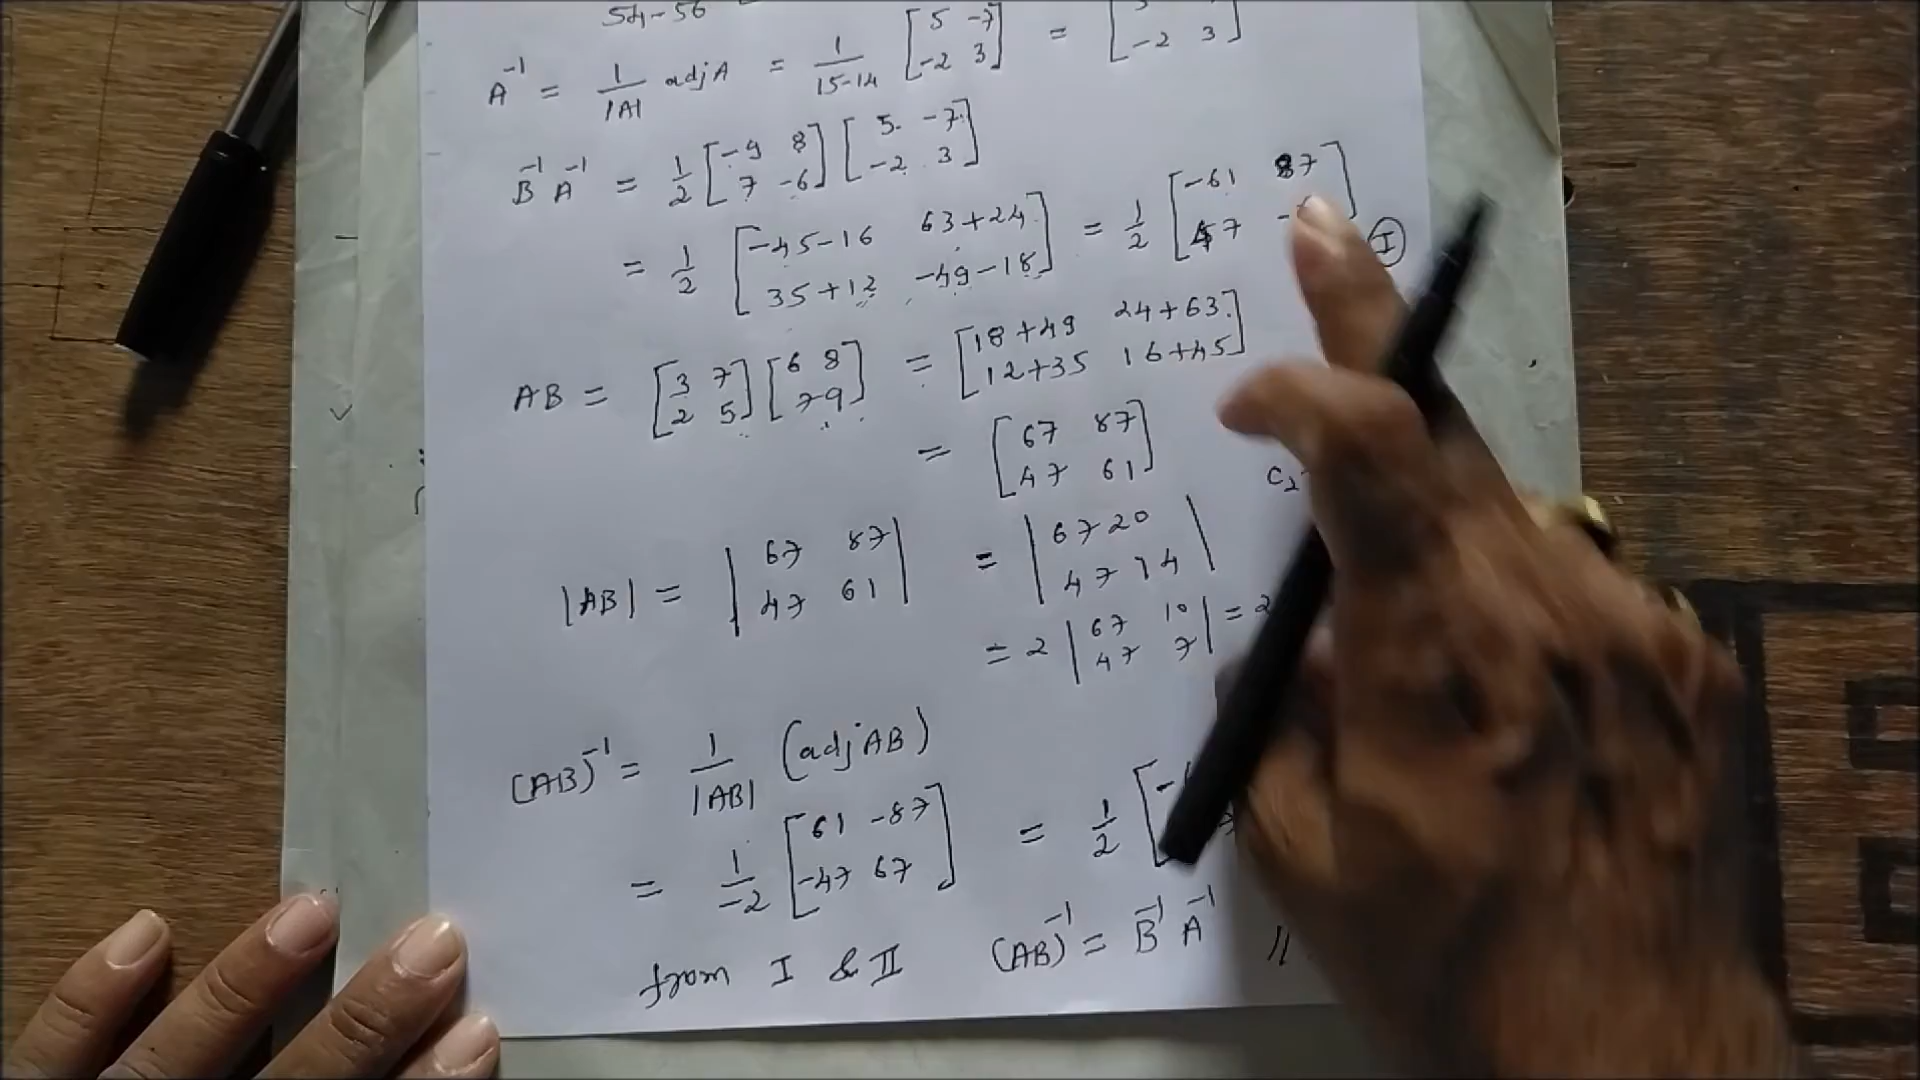 54-56
A⁻¹ = 1/|A| adj A = 1/15-14 [5 -7; -2 3] = [ -2 3]
B⁻¹ A⁻¹ = 1/2 [-9 8; 7 -6] [5 -7; -2 3]
= 1/2 [-45-16 63+24; 35+12 -49-18] = 1/2 [-61 87; 47 - ] (I)
AB = [3 7; 2 5] [6 8; 7 9] = [18+49 24+63; 12+35 16+45]
= [67 87; 47 61]
C₂
|AB| = |67 87; 47 61| = |67 20; 47 14|
= 2 |67 10; 47 7| = 2
(AB)⁻¹ = 1/|AB| (adj AB)
= 1/-2 [61 -87; -47 67] = 1/2 [-
from I & II (AB)⁻¹ = B⁻¹ A⁻¹ //